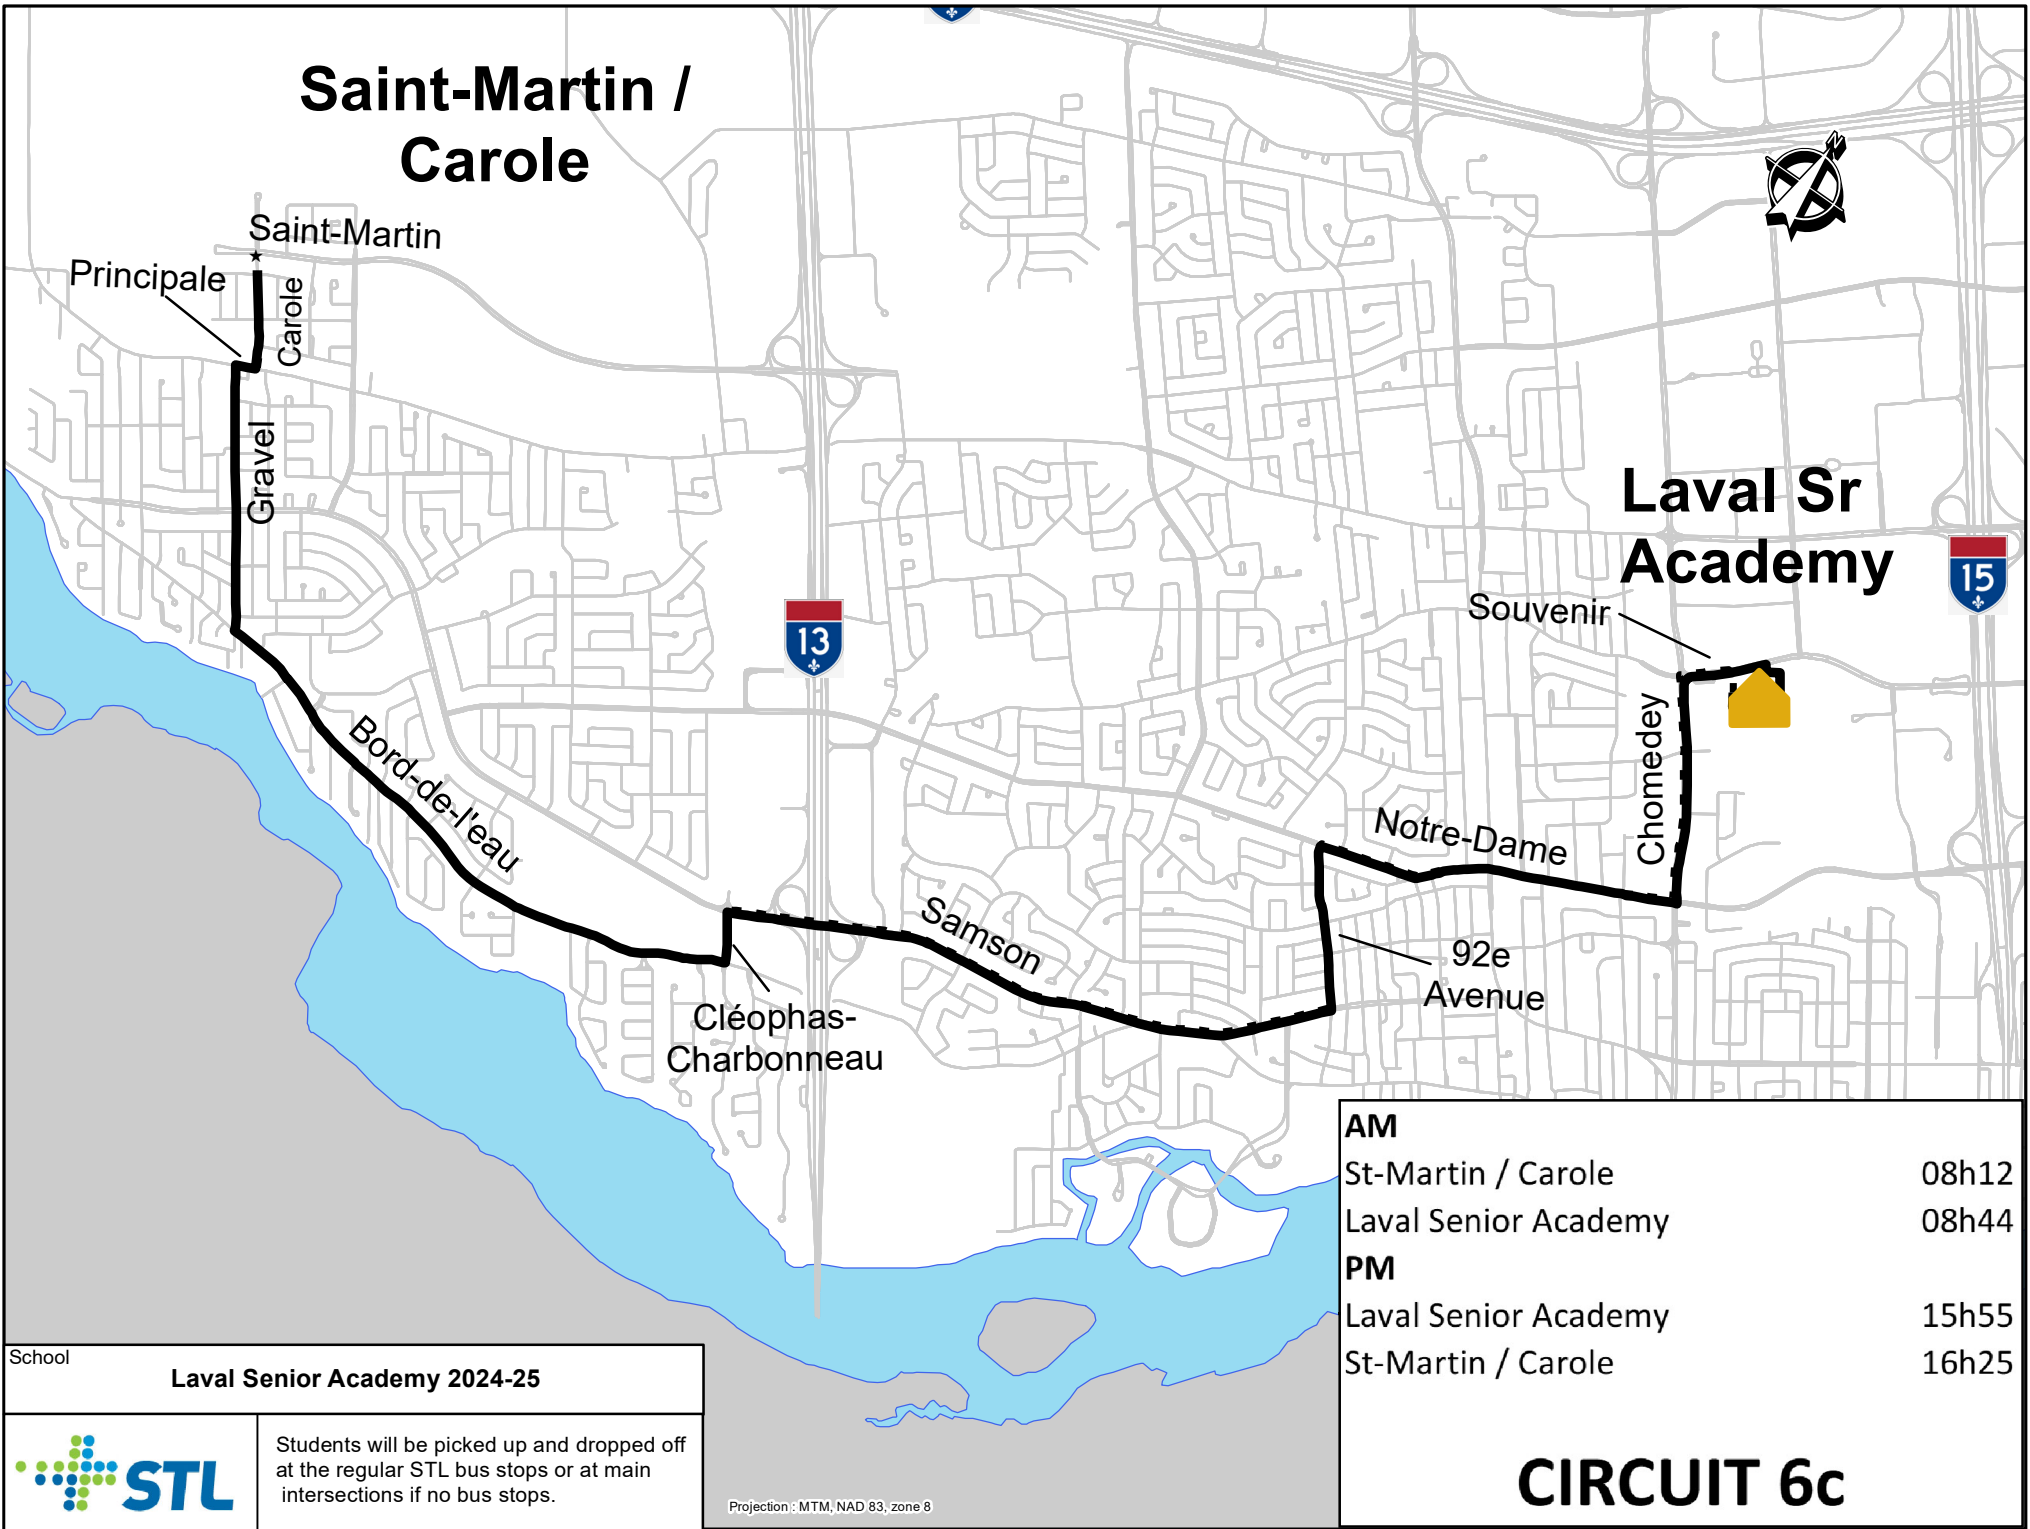 Saint-Martin /
Carole
Saint-Martin
Principale
Carole
Gravel
Laval Sr
Academy
15
Souvenir
13
Chomedey
Bord-de-l'eau
Notre-Dame
Samson
92e
Avenue
Cléophas-
Charbonneau
N
AM
St-Martin / Carole 08h12
Laval Senior Academy 08h44
PM
Laval Senior Academy 15h55
St-Martin / Carole 16h25
CIRCUIT 6c
School
Laval Senior Academy 2024-25
STL
Students will be picked up and dropped off
at the regular STL bus stops or at main
intersections if no bus stops.
Projection : MTM, NAD 83, zone 8